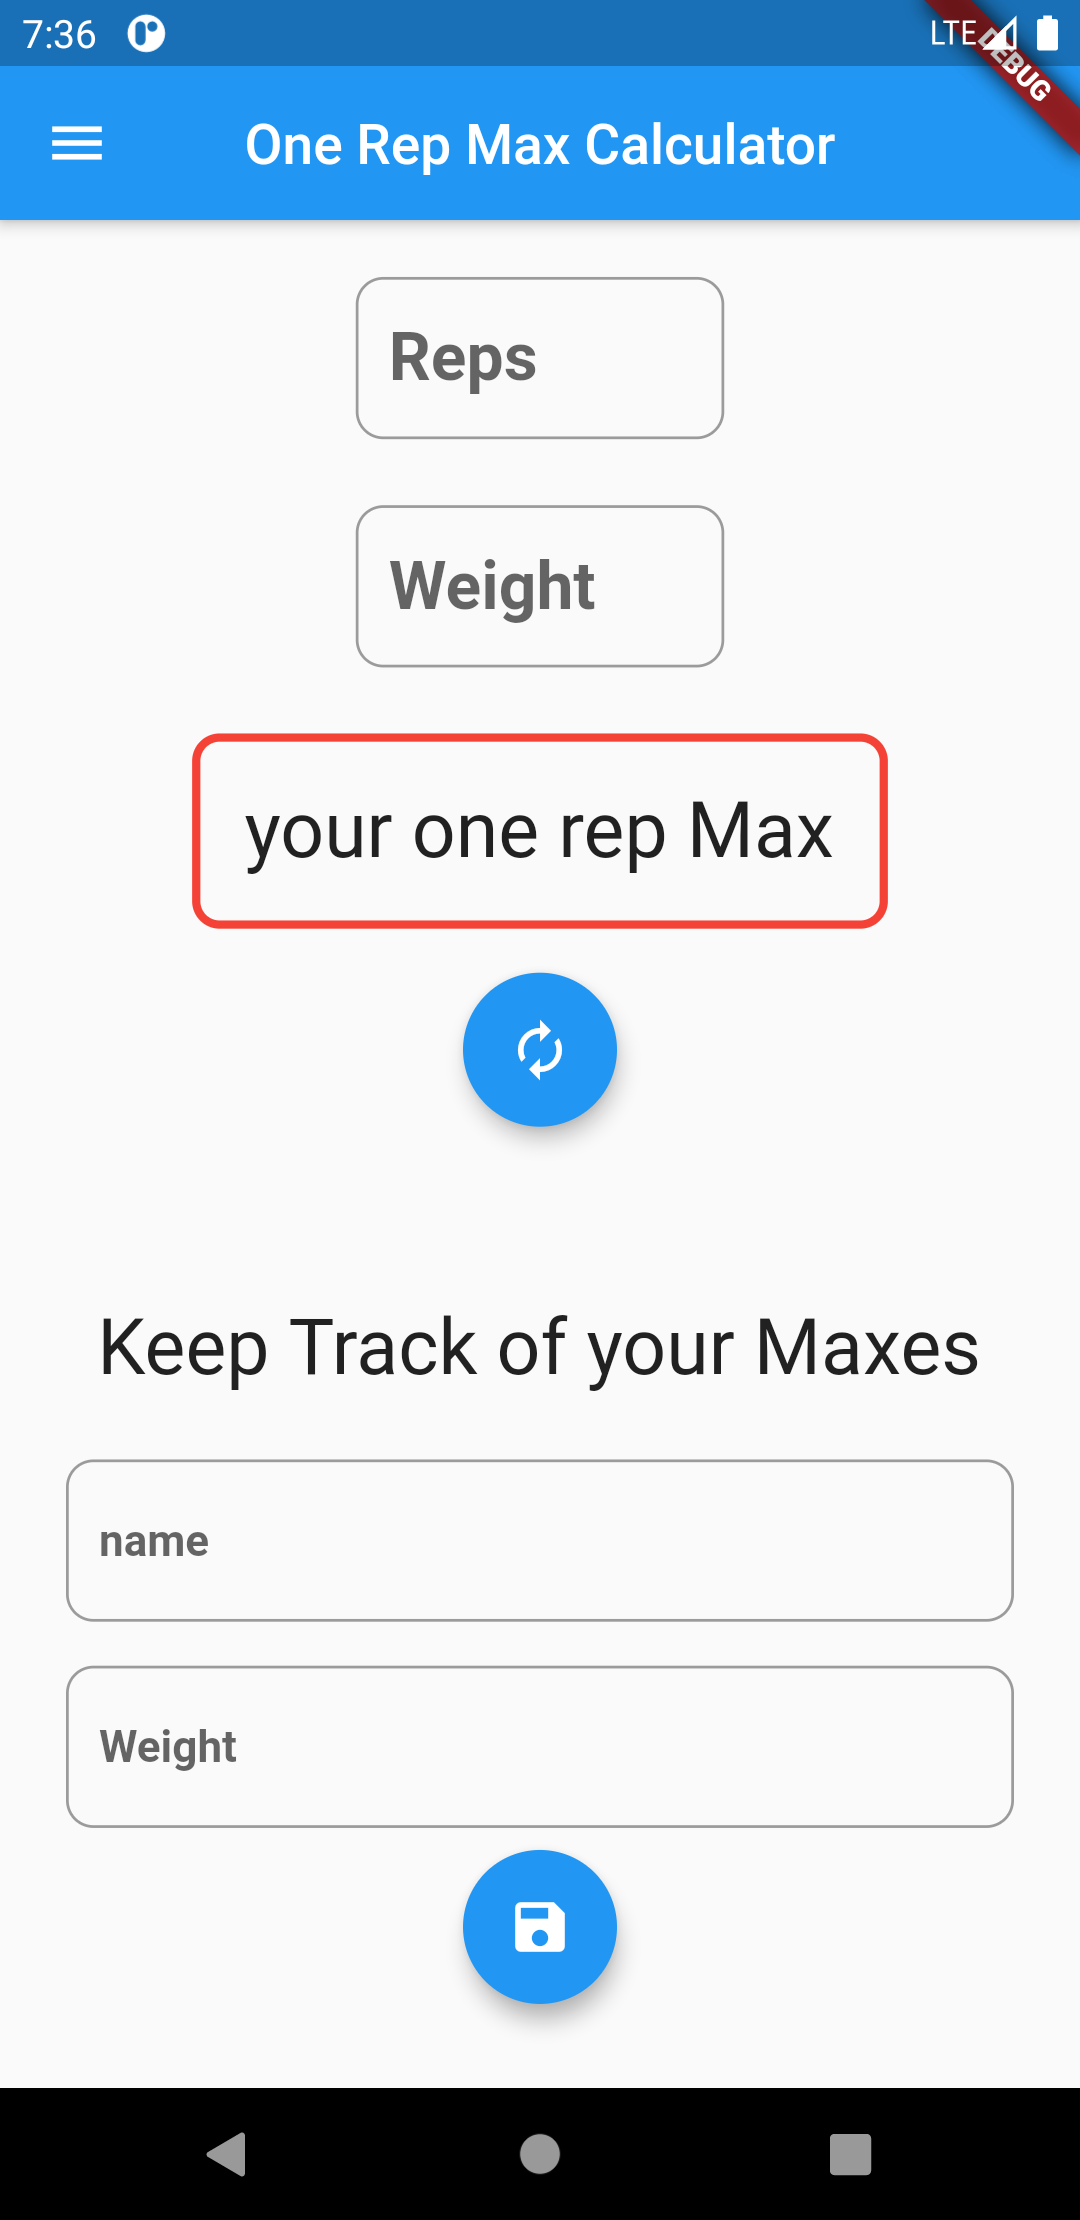 7:36
LTE
DEBUG
One Rep Max Calculator
Reps
Weight
your one rep Max
Keep Track of your Maxes
name
Weight